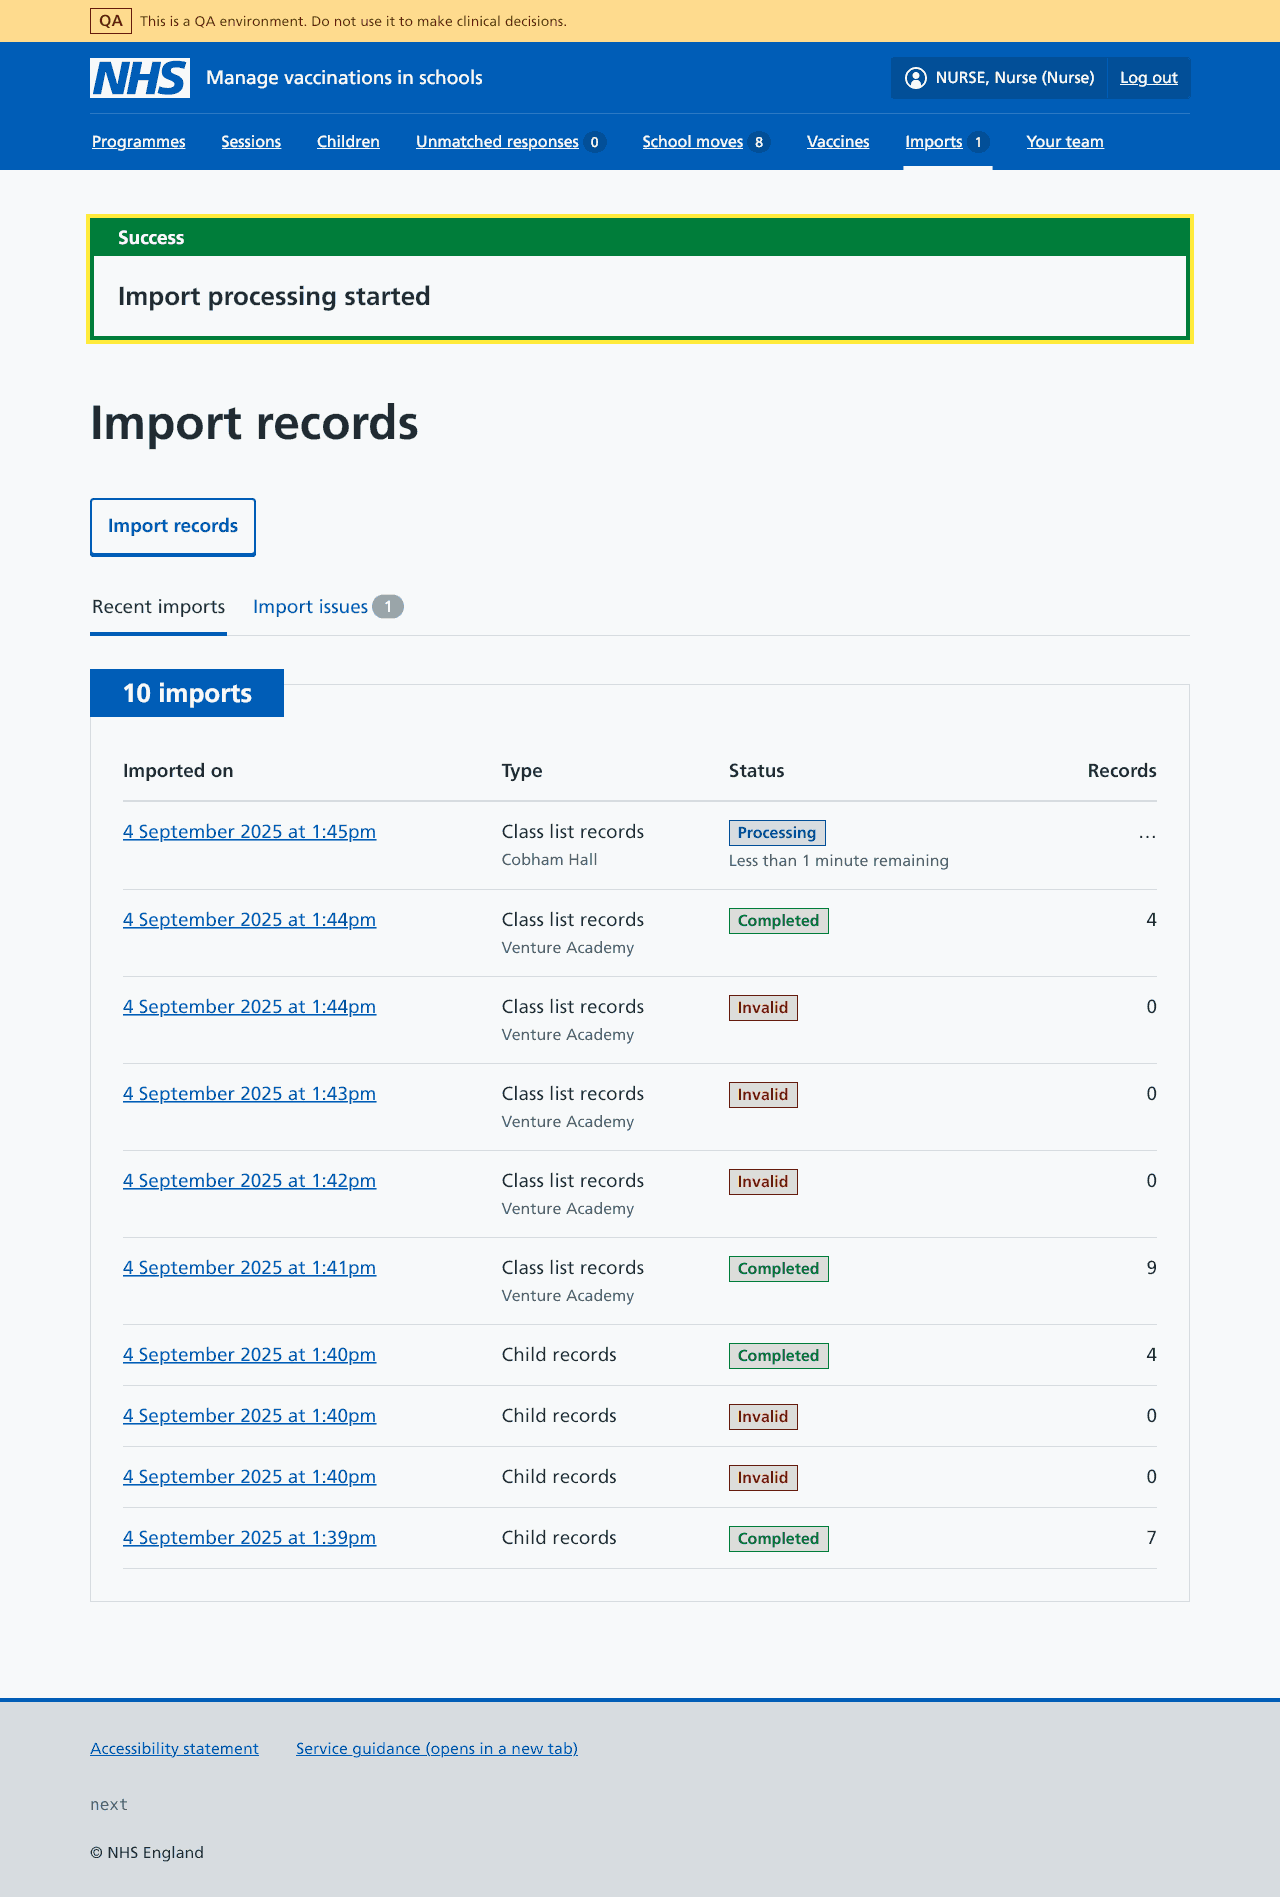 QA This is a QA environment. Do not use it to make clinical decisions.
NHS Manage vaccinations in schools NURSE, Nurse (Nurse) Log out
Programmes Sessions Children Unmatched responses 0 School moves 8 Vaccines Imports 1 Your team
Success
Import processing started
Import records
Import records
Recent imports Import issues 1
10 imports
Imported on Type Status Records
4 September 2025 at 1:45pm Class list records Processing ...
Cobham Hall Less than 1 minute remaining
4 September 2025 at 1:44pm Class list records Completed 4
Venture Academy
4 September 2025 at 1:44pm Class list records Invalid 0
Venture Academy
4 September 2025 at 1:43pm Class list records Invalid 0
Venture Academy
4 September 2025 at 1:42pm Class list records Invalid 0
Venture Academy
4 September 2025 at 1:41pm Class list records Completed 9
Venture Academy
4 September 2025 at 1:40pm Child records Completed 4
4 September 2025 at 1:40pm Child records Invalid 0
4 September 2025 at 1:40pm Child records Invalid 0
4 September 2025 at 1:39pm Child records Completed 7
Accessibility statement Service guidance (opens in a new tab)
next
© NHS England